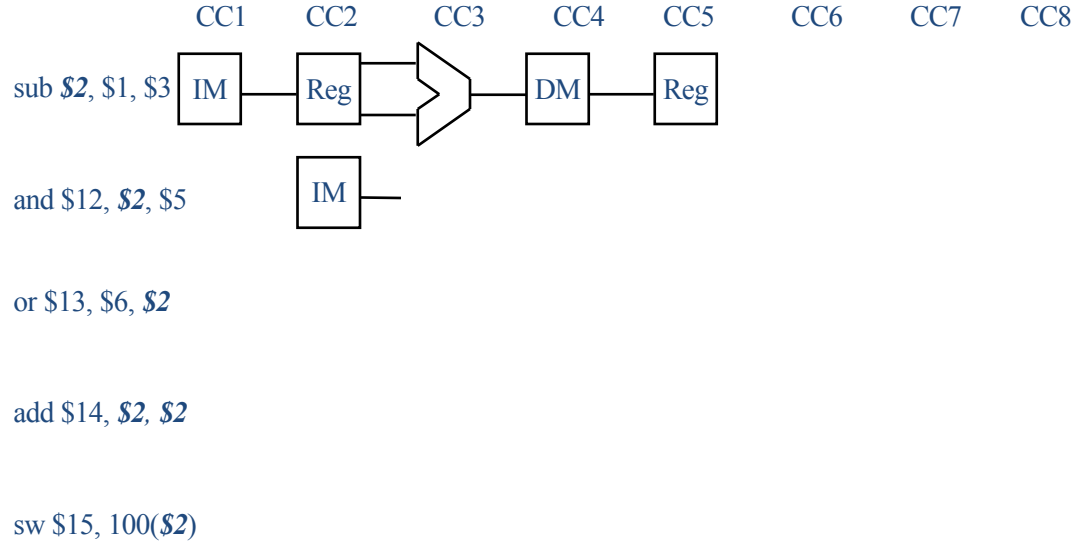 CC1 CC2 CC3 CC4 CC5 CC6 CC7 CC8
sub $2, $1, $3 IM Reg DM Reg
and $12, $2, $5 IM
or $13, $6, $2
add $14, $2, $2
sw $15, 100($2)